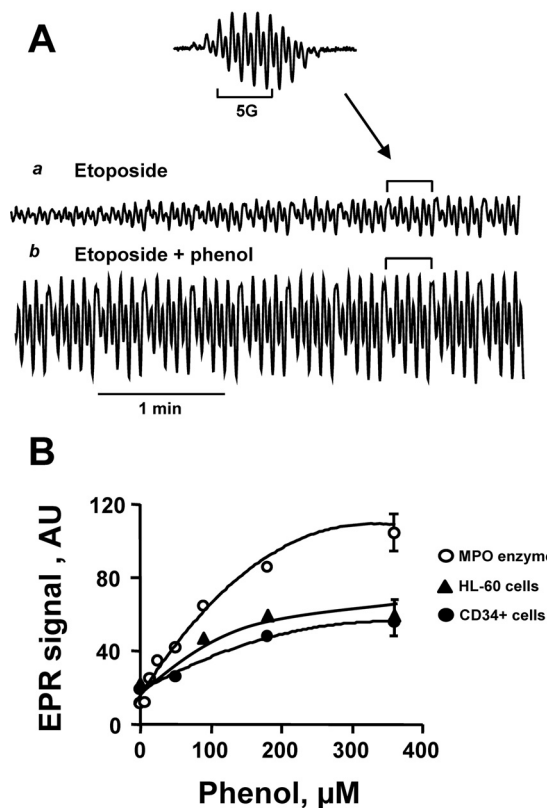 A
5G
a Etoposide
b Etoposide + phenol
1 min
B
EPR signal , AU
120
80
40
0
0 100 200 300 400
Phenol, µM
MPO enzyme
HL-60 cells
CD34+ cells